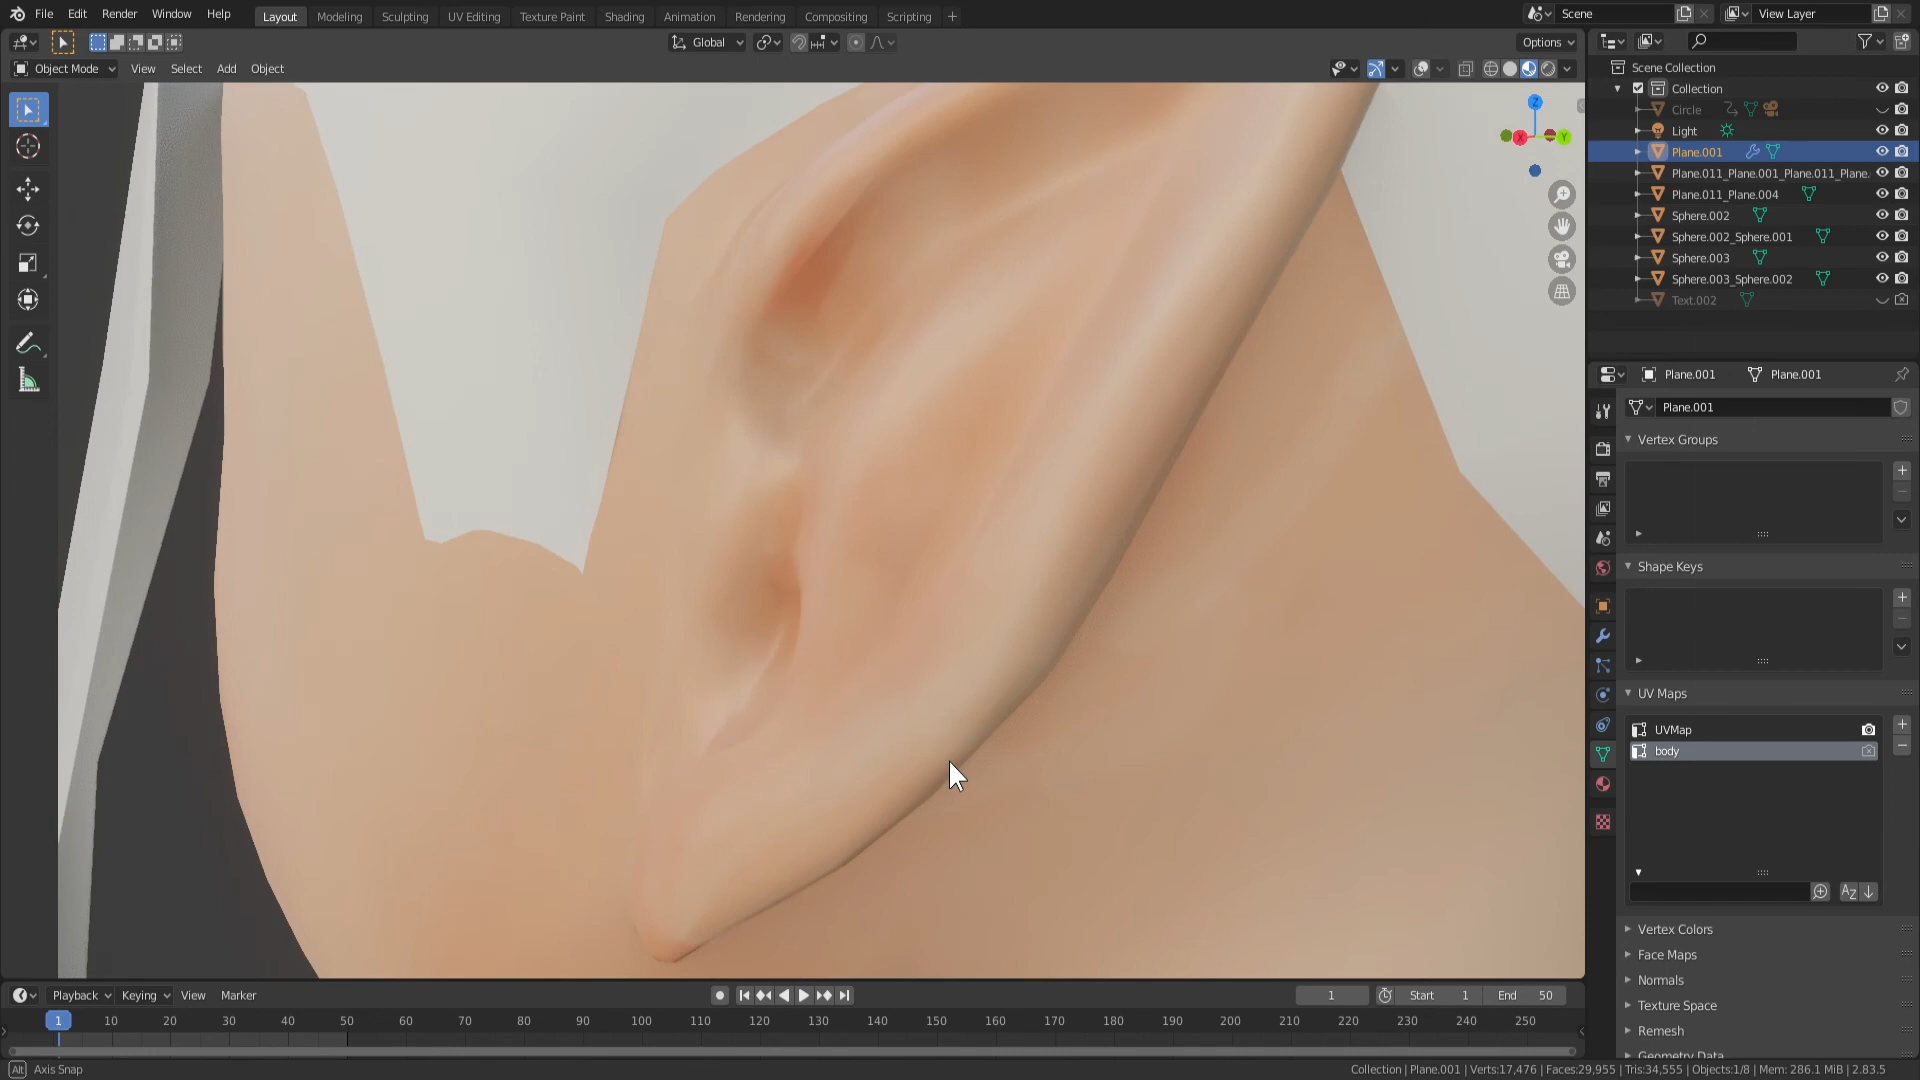 File Edit Render Window Help
Layout Modeling Sculpting UV Editing Texture Paint Shading Animation Rendering Compositing Scripting +
Scene
View Layer
Global
Options
Object Mode View Select Add Object
Scene Collection
Collection
Circle
Light
Plane.001
Plane.011_Plane.001_Plane.011_Plane.
Plane.011_Plane.004
Sphere.002
Sphere.002_Sphere.001
Sphere.003
Sphere.003_Sphere.002
Text.002
Z
X
Y
Plane.001 Plane.001
Plane.001
Vertex Groups
Shape Keys
UV Maps
UVMap
body
Vertex Colors
Face Maps
Normals
Texture Space
Remesh
Geometry Data
Playback Keying View Marker
1
Start 1
End 50
1 10 20 30 40 50 60 70 80 90 100 110 120 130 140 150 160 170 180 190 200 210 220 230 240 250
Alt Axis Snap
Collection | Plane.001 | Verts:17,476 | Faces:29,955 | Tris:34,555 | Objects:1/8 | Mem: 286.1 MiB | 2.83.5